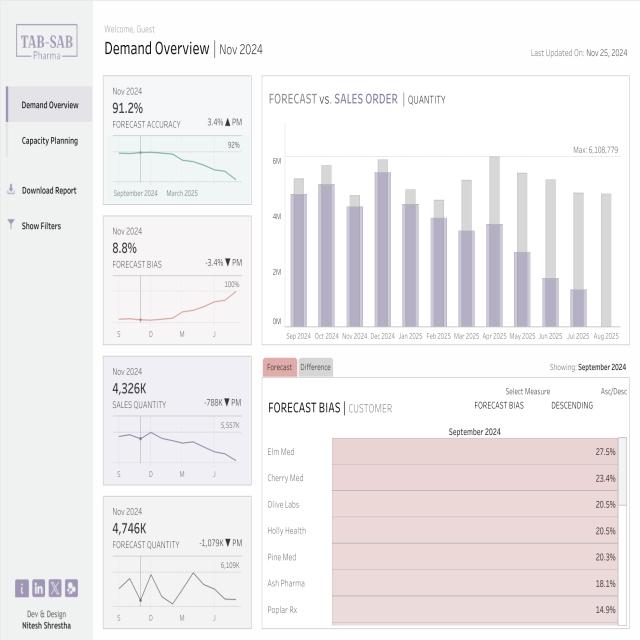 TAB-SAB
Pharma
Demand Overview
Capacity Planning
Download Report
Show Filters
Dev & Design
Nitesh Shrestha
Welcome, Guest
Demand Overview | Nov 2024
Last Updated On: Nov 25, 2024
Nov 2024
91.2%
FORECAST ACCURACY
3.4% ▲ PM
92%
September 2024 March 2025
Nov 2024
8.8%
FORECAST BIAS
-3.4% ▼ PM
100%
S D M J
Nov 2024
4,326K
SALES QUANTITY
-788K ▼ PM
5,557K
S D M J
Nov 2024
4,746K
FORECAST QUANTITY
-1,079K ▼ PM
6,109K
S D M J
FORECAST vs. SALES ORDER | QUANTITY
Max: 6,108,779
6M
4M
2M
0M
Sep 2024 Oct 2024 Nov 2024 Dec 2024 Jan 2025 Feb 2025 Mar 2025 Apr 2025 May 2025 Jun 2025 Jul 2025 Aug 2025
Forecast Difference
Showing: September 2024
Select Measure Asc/Desc
FORECAST BIAS | CUSTOMER
FORECAST BIAS DESCENDING
September 2024
Elm Med 27.5%
Cherry Med 23.4%
Olive Labs 20.5%
Holly Health 20.5%
Pine Med 20.3%
Ash Pharma 18.1%
Poplar Rx 14.9%